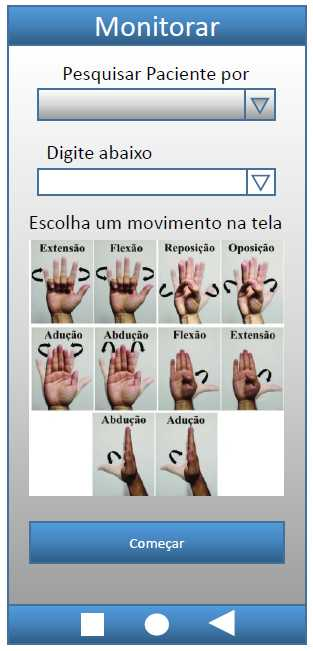 Monitorar
Pesquisar Paciente por
Digite abaixo
Escolha um movimento na tela
Extensão Flexão Reposição Oposição
Adução Abdução Flexão Extensão
Abdução Adução
Começar